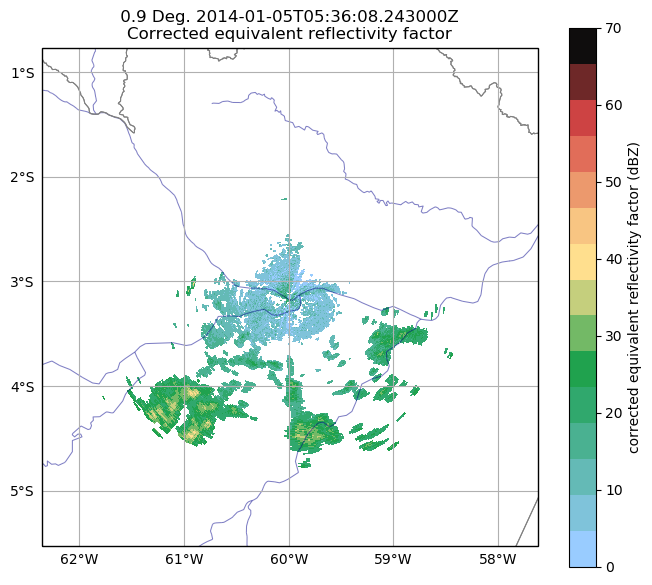 0.9 Deg. 2014-01-05T05:36:08.243000Z
Corrected equivalent reflectivity factor
1°S
2°S
3°S
4°S
5°S
62°W
61°W
60°W
59°W
58°W
70
60
50
40
30
20
10
0
corrected equivalent reflectivity factor (dBZ)